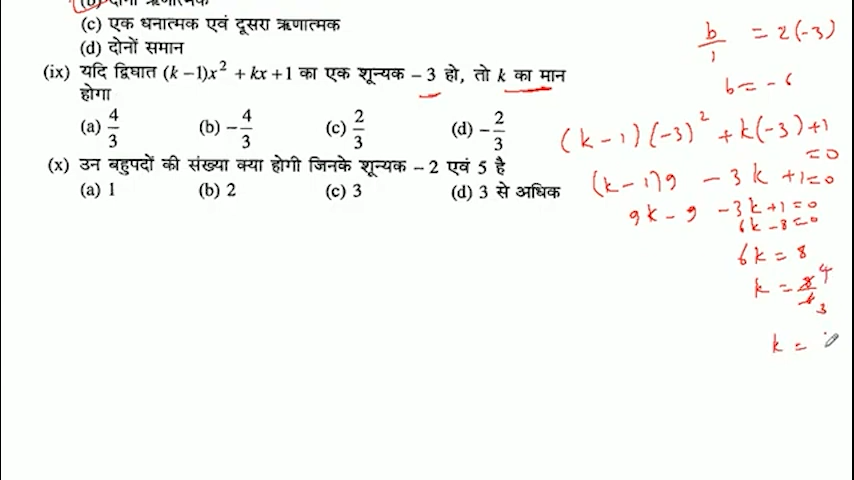 (b) दोनों ऋणात्मक
(c) एक धनात्मक एवं दूसरा ऋणात्मक
(d) दोनों समान
(ix) यदि द्विघात (k –1)x² + kx +1 का एक शून्यक – 3 हो, तो k का मान
होगा
(a) 4/3 (b) –4/3 (c) 2/3 (d) –2/3
(x) उन बहुपदों की संख्या क्या होगी जिनके शून्यक – 2 एवं 5 है
(a) 1 (b) 2 (c) 3 (d) 3 से अधिक
b/1 = 2(-3)
b = -6
(k-1)(-3)² + k(-3)+1
=0
(k-1)9 - 3k +1=0
9k-9 -3k+1=0
6k-8=0
6k = 8
k = 8/6 4 3
k =